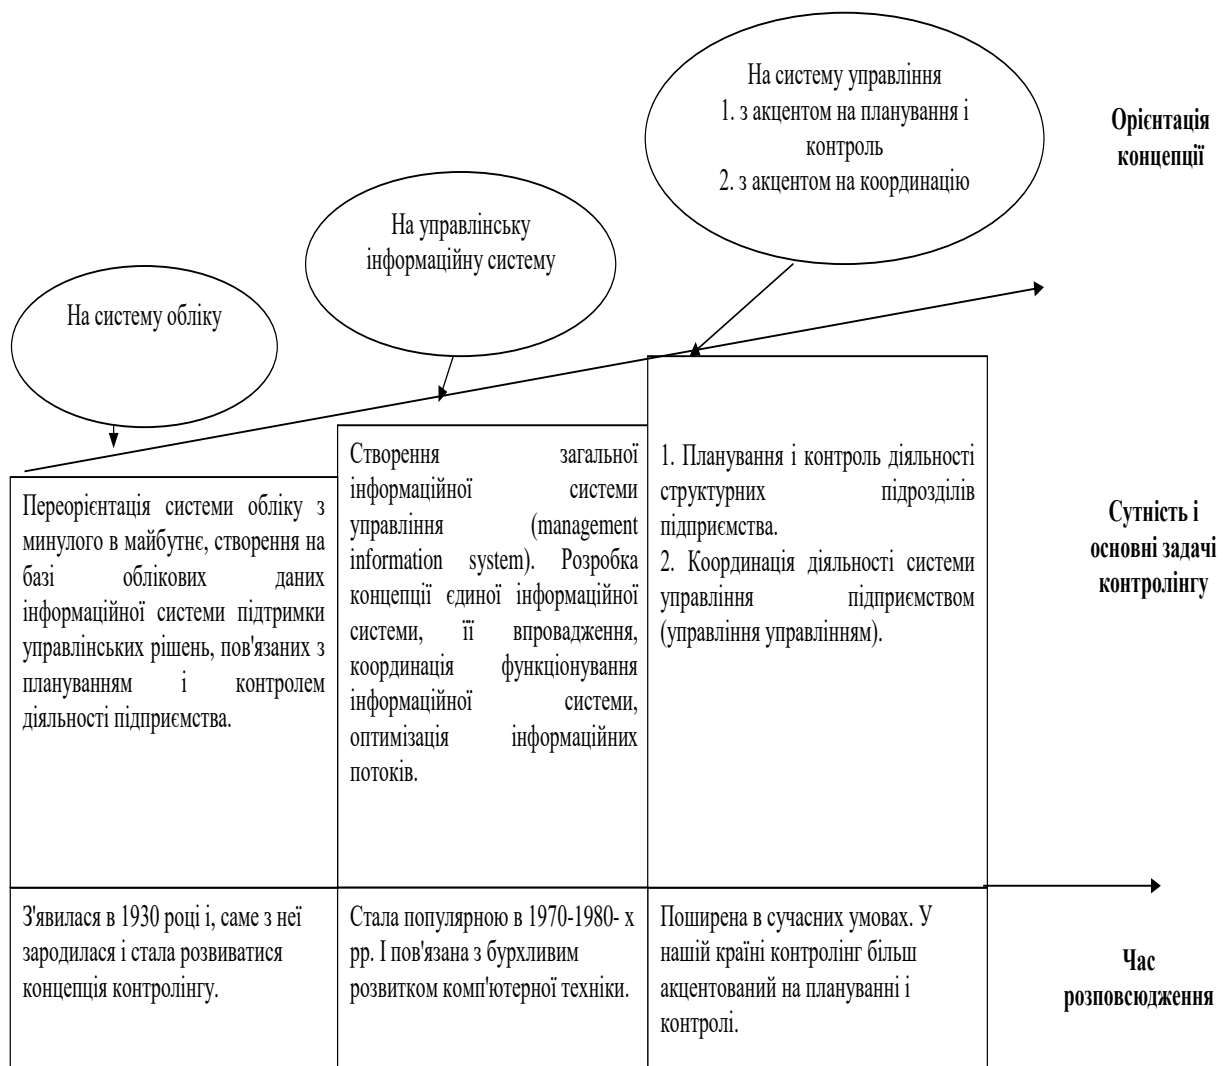 На систему управління
1. з акцентом на планування і
контроль
2. з акцентом на координацію
Орієнтація
концепції
На управлінську
інформаційну систему
На систему обліку
Переорієнтація системи обліку з
минулого в майбутнє, створення на
базі облікових даних
інформаційної системи підтримки
управлінських рішень, пов'язаних з
плануванням і контролем
діяльності підприємства.
Створення загальної
інформаційної системи
управління (management
information system). Розробка
концепції єдиної інформаційної
системи, її впровадження,
координація функціонування
інформаційної системи,
оптимізація інформаційних
потоків.
1. Планування і контроль діяльності
структурних підрозділів
підприємства.
2. Координація діяльності системи
управління підприємством
(управління управлінням).
Сутність і
основні задачі
контролінгу
З'явилася в 1930 році і, саме з неї
зародилася і стала розвиватися
концепція контролінгу.
Стала популярною в 1970-1980- х
рр. І пов'язана з бурхливим
розвитком комп'ютерної техніки.
Поширена в сучасних умовах. У
нашій країні контролінг більш
акцентований на плануванні і
контролі.
Час
розповсюдження